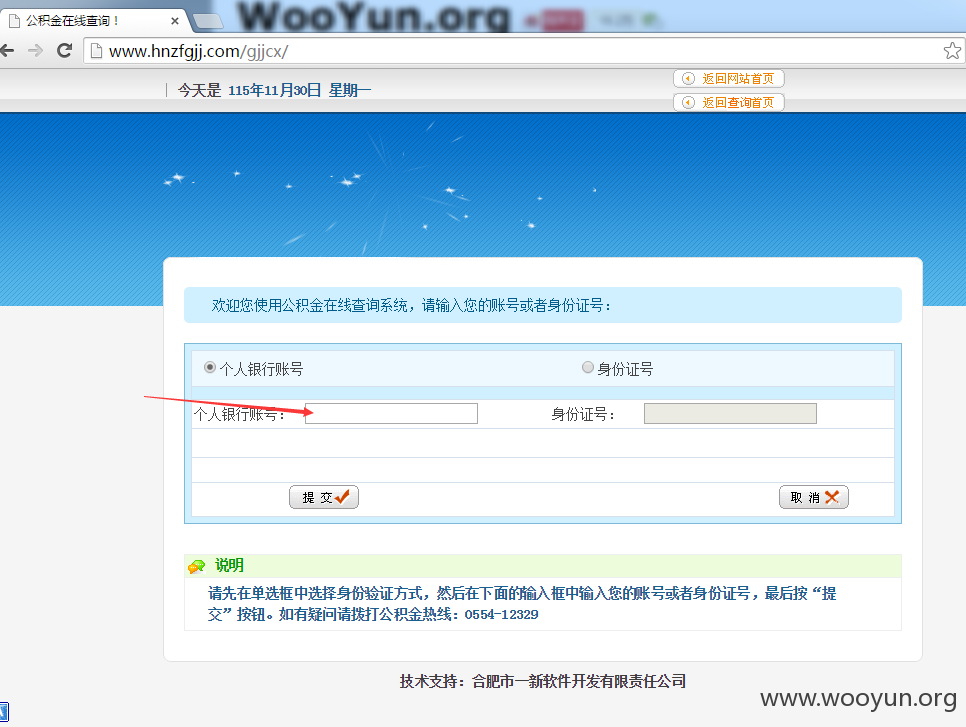 WooYun.org
公积金在线查询！
www.hnzfgjj.com/gjjcx/
今天是 115年11月30日 星期一
返回网站首页
返回查询首页
欢迎您使用公积金在线查询系统，请输入您的账号或者身份证号：
个人银行账号 身份证号
个人银行账号： 身份证号：
提 交 取 消
说明
请先在单选框中选择身份验证方式，然后在下面的输入框中输入您的账号或者身份证号，最后按“提
交”按钮。如有疑问请拨打公积金热线：0554-12329
技术支持：合肥市一新软件开发有限责任公司
www.wooyun.org